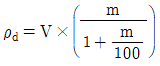 ρd = V × ( m / ( 1 + m/100 ) )